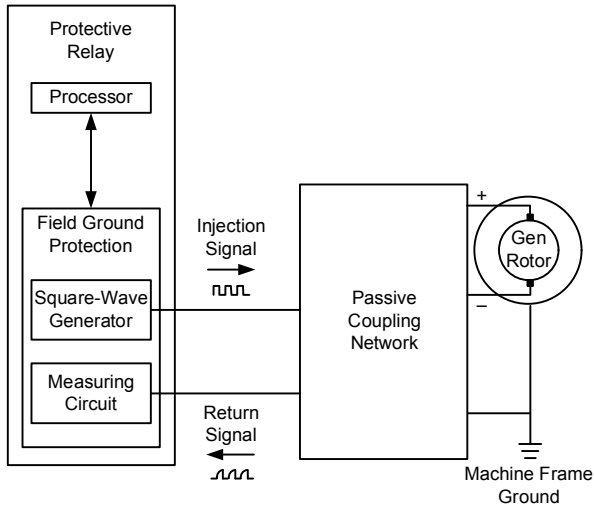 Protective
Relay
Processor
Field Ground
Protection
Square-Wave
Generator
Measuring
Circuit
Injection
Signal
Return
Signal
Passive
Coupling
Network
+
Gen
Rotor
–
Machine Frame
Ground